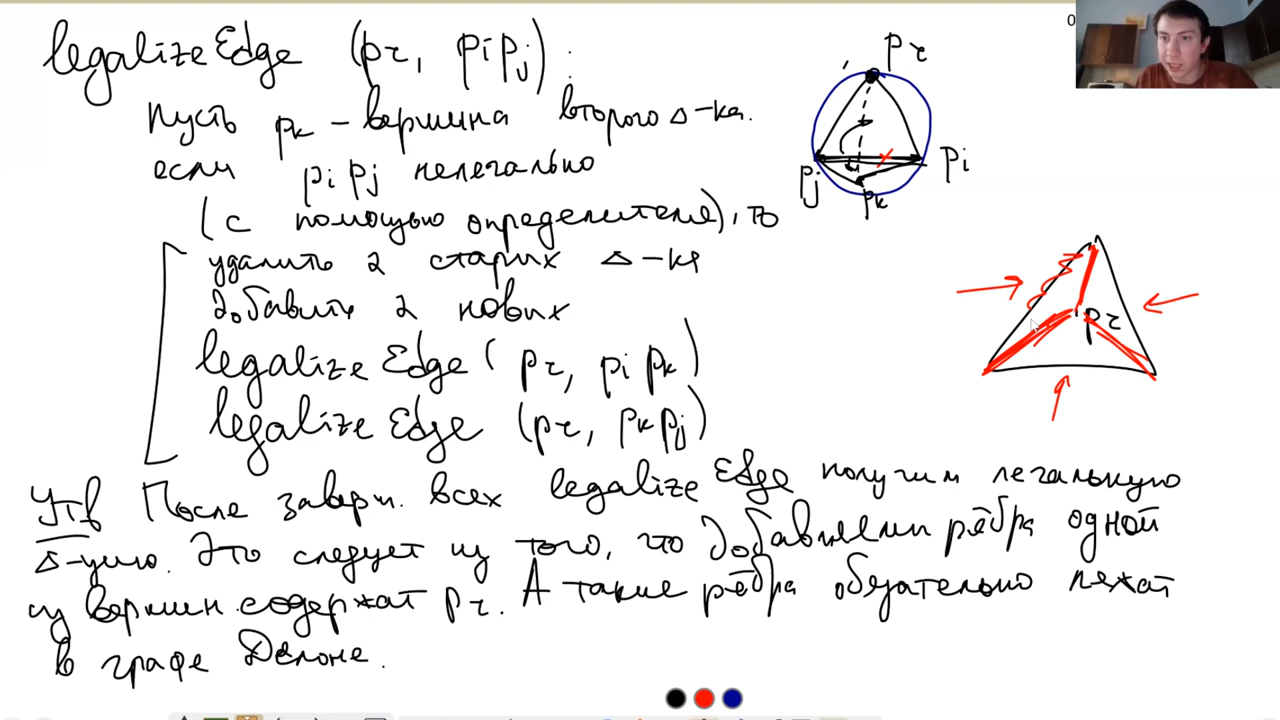 legalizeEdge (pr, pipj):
пусть pk - вершина второго Δ-ка.
если pipj нелегально
(с помощью определителя), то
удалить 2 старых Δ-ка
добавить 2 новых
legalizeEdge (pr, pipk)
legalizeEdge (pr, pkpj)
Утв После заверш. всех legalizeEdge получим легальную
Δ-цию. Это следует из того, что добавляемые рёбра одной
из вершин содержат pr. А такие рёбра обязательно лежат
в графе Делоне.
pr
pj
pi
pk
pr
0